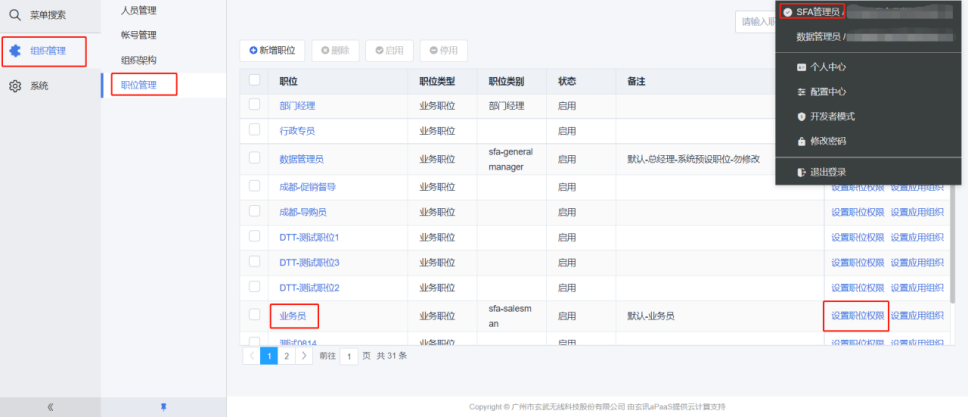 菜单搜索
组织管理
系统
人员管理
帐号管理
组织架构
职位管理
请输入职
新增职位 删除 启用 停用
职位 职位类型 职位类别 状态 备注
部门经理 业务职位 部门经理 启用
行政专员 业务职位 启用
数据管理员 业务职位 sfa-general manager 启用 默认-总经理-系统预设职位-勿修改
成都-促销督导 业务职位 启用 设置职位权限 设置应用组织
成都-导购员 业务职位 启用 设置职位权限 设置应用组织
DTT-测试职位1 业务职位 启用 设置职位权限 设置应用组织
DTT-测试职位3 业务职位 启用 设置职位权限 设置应用组织
DTT-测试职位2 业务职位 启用 设置职位权限 设置应用组织
业务员 业务职位 sfa-salesman 启用 默认-业务员 设置职位权限 设置应用组织
测试0814 业务职位 启用 设置职位权限 设置应用组织
1 2 前往 1 页 共 31 条
SFA管理员/
数据管理员/
个人中心
配置中心
开发者模式
修改密码
退出登录
Copyright © 广州市玄武无线科技股份有限公司 由玄讯aPaaS提供云计算支持